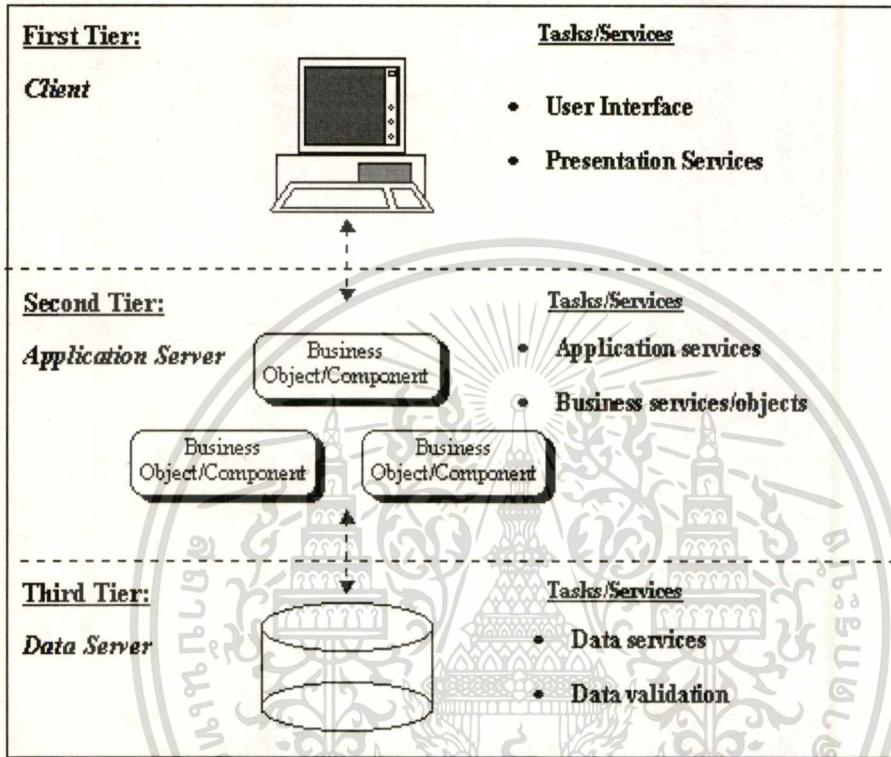 First Tier:
Client
Tasks/Services
• User Interface
• Presentation Services
Second Tier:
Application Server
Business
Object/Component
Business
Object/Component
Business
Object/Component
Tasks/Services
• Application services
• Business services/objects
Third Tier:
Data Server
Tasks/Services
• Data services
• Data validation